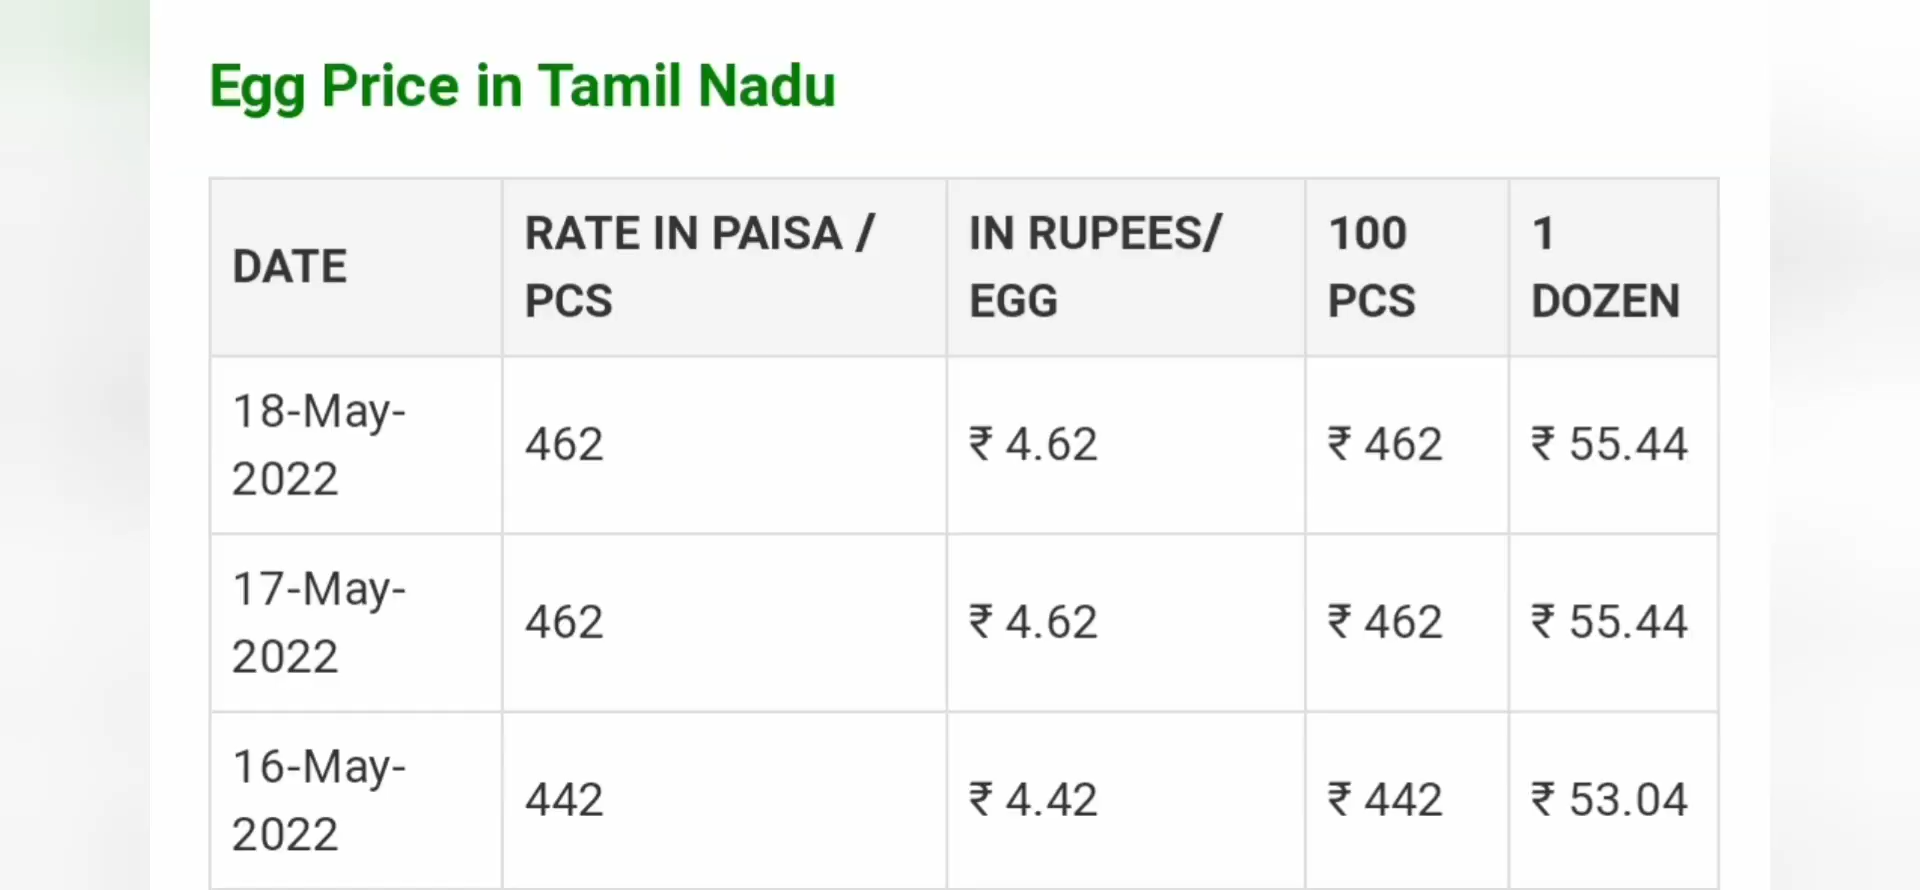 Egg Price in Tamil Nadu
DATE
RATE IN PAISA /
PCS
IN RUPEES/
EGG
100
PCS
1
DOZEN
18-May-
2022
462
₹ 4.62
₹ 462
₹ 55.44
17-May-
2022
462
₹ 4.62
₹ 462
₹ 55.44
16-May-
2022
442
₹ 4.42
₹ 442
₹ 53.04